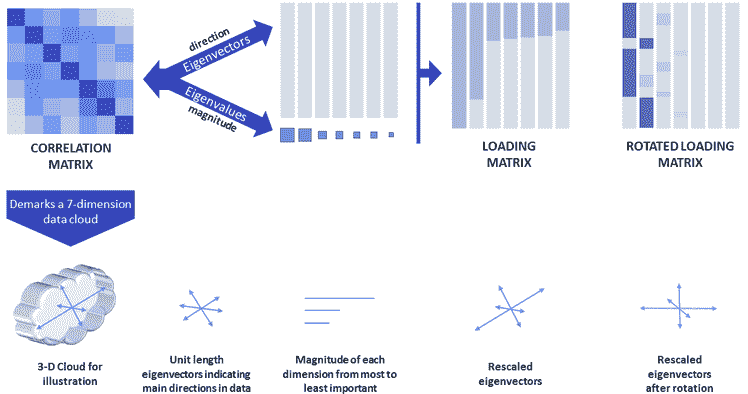 direction
Eigenvectors
Eigenvalues
magnitude
CORRELATION
MATRIX
LOADING
MATRIX
ROTATED LOADING
MATRIX
Demarks a 7-dimension
data cloud
3-D Cloud for
illustration
Unit length
eigenvectors indicating
main directions in data
Magnitude of each
dimension from most to
least important
Rescaled
eigenvectors
Rescaled
eigenvectors
after rotation